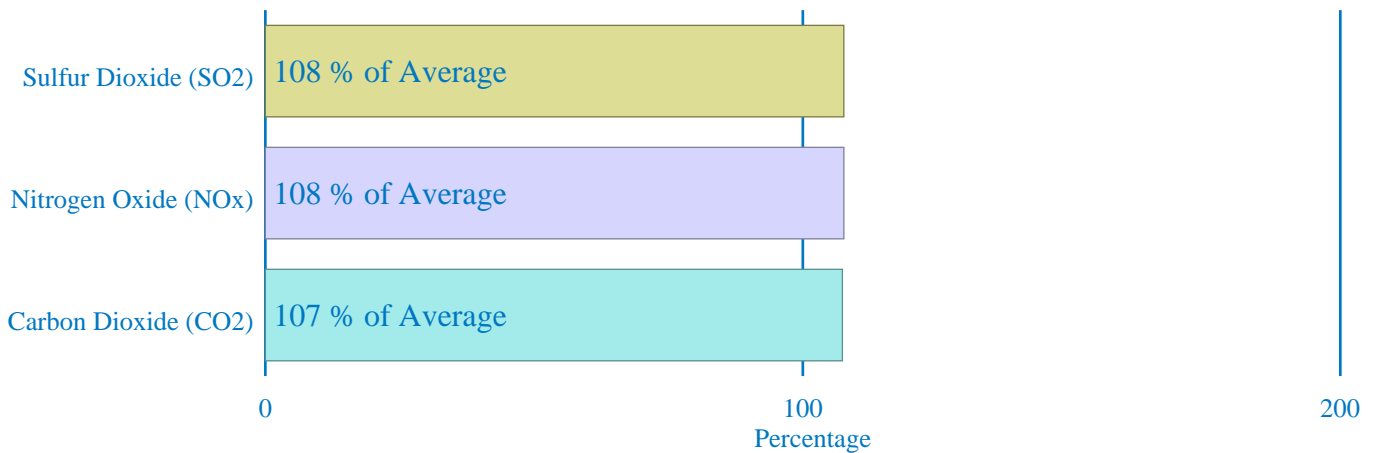 Sulfur Dioxide (SO2)
108 % of Average
Nitrogen Oxide (NOx)
108 % of Average
Carbon Dioxide (CO2)
107 % of Average
0 100 200
Percentage